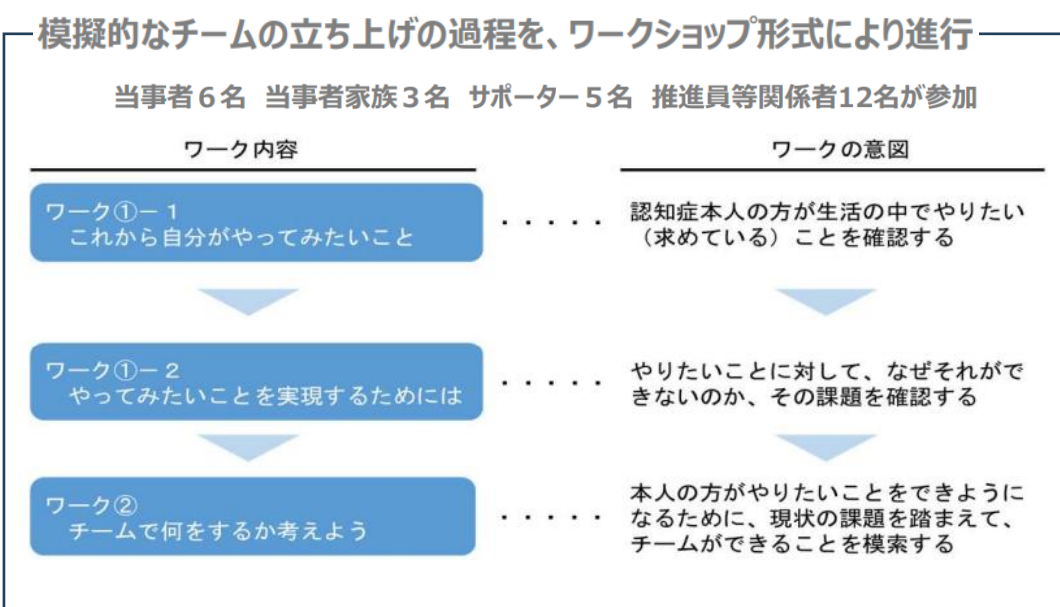 模擬的なチームの立ち上げの過程を、ワークショップ形式により進行
当事者６名 当事者家族３名 サポーター５名 推進員等関係者12名が参加
ワーク内容
ワークの意図
ワーク①－１
これから自分がやってみたいこと
・・・・・
認知症本人の方が生活の中でやりたい
（求めている）ことを確認する
ワーク①－２
やってみたいことを実現するためには
・・・・・
やりたいことに対して、なぜそれがで
きないのか、その課題を確認する
ワーク②
チームで何をするか考えよう
・・・・・
本人の方がやりたいことをできように
なるために、現状の課題を踏まえて、
チームができることを模索する